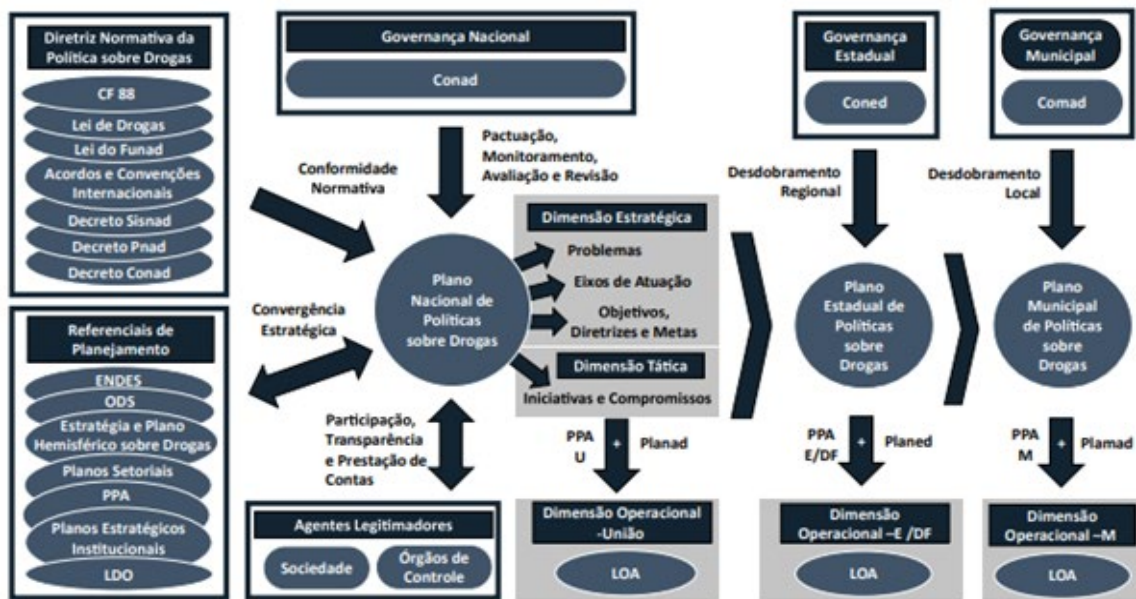 Diretriz Normativa da
Política sobre Drogas
CF 88
Lei de Drogas
Lei do Funad
Acordos e Convenções
Internacionais
Decreto Sisnad
Decreto Pnad
Decreto Conad
Referenciais de
Planejamento
ENDES
ODS
Estratégia e Plano
Hemisférico sobre Drogas
Planos Setoriais
PPA
Planos Estratégicos
Institucionais
LDO
Governança Nacional
Conad
Conformidade
Normativa
Pactuação,
Monitoramento,
Avaliação e Revisão
Convergência
Estratégica
Plano
Nacional de
Políticas
sobre Drogas
Participação,
Transparência
e Prestação de
Contas
Agentes Legitimadores
Sociedade
Órgãos de
Controle
Dimensão Estratégica
Problemas
Eixos de Atuação
Objetivos,
Diretrizes e Metas
Dimensão Tática
Iniciativas e Compromissos
PPA
U
+
Planad
Dimensão Operacional
-União
LOA
Governança
Estadual
Coned
Desdobramento
Regional
Plano
Estadual de
Políticas
sobre
Drogas
PPA
E/DF
+
Planed
Dimensão
Operacional –E /DF
LOA
Governança
Municipal
Comad
Desdobramento
Local
Plano
Municipal
de Políticas
sobre
Drogas
PPA
M
+
Plamad
Dimensão
Operacional –M
LOA